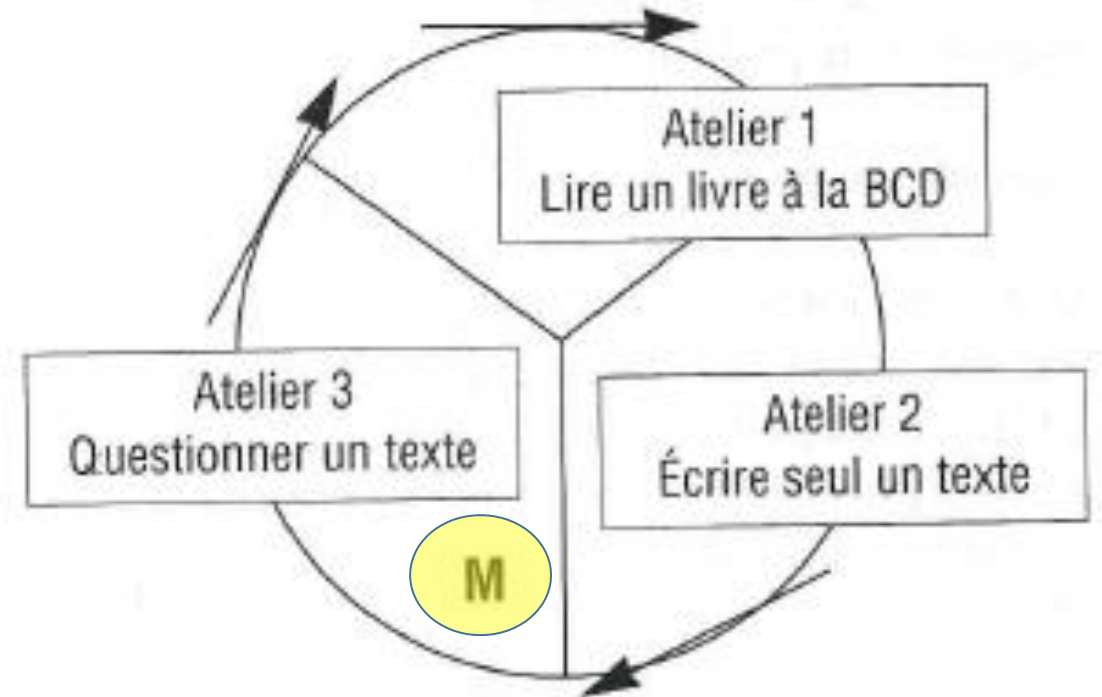 Atelier 1
Lire un livre à la BCD
Atelier 2
Écrire seul un texte
Atelier 3
Questionner un texte
M